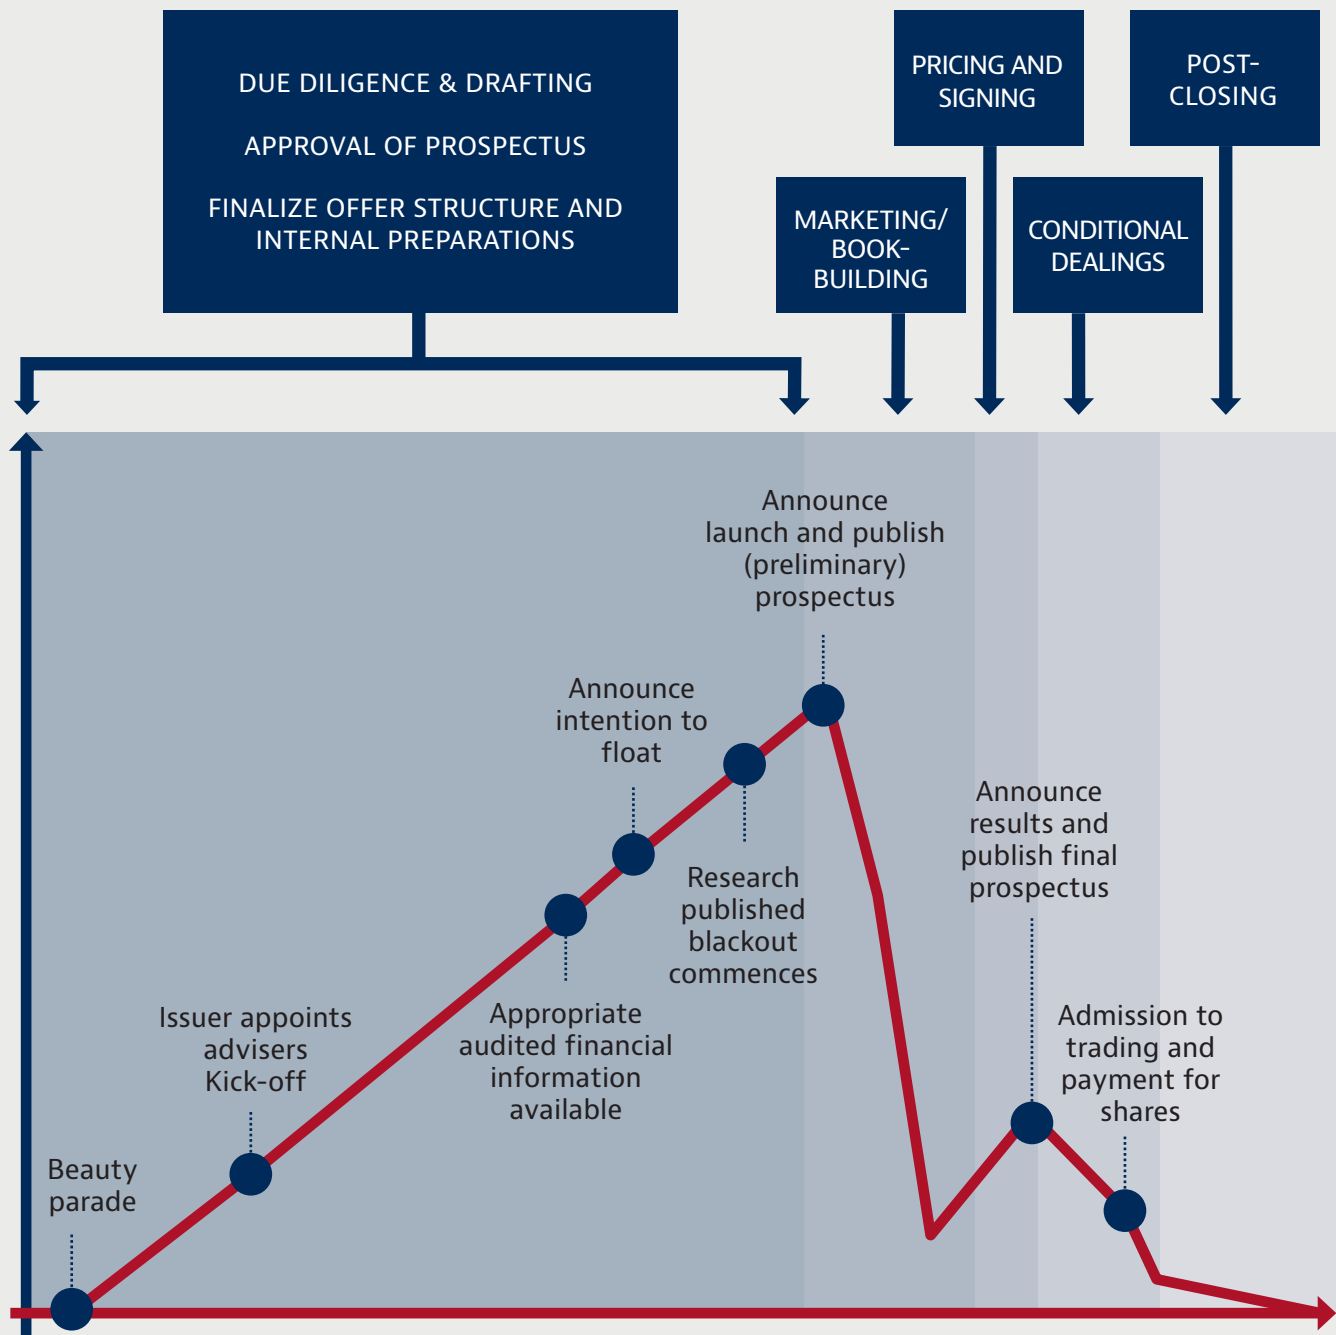 DUE DILIGENCE & DRAFTING
APPROVAL OF PROSPECTUS
FINALIZE OFFER STRUCTURE AND
INTERNAL PREPARATIONS
MARKETING/
BOOK-
BUILDING
PRICING AND
SIGNING
CONDITIONAL
DEALINGS
POST-
CLOSING
Beauty
parade
Issuer appoints
advisers
Kick-off
Appropriate
audited financial
information
available
Announce
intention to
float
Research
published
blackout
commences
Announce
launch and publish
(preliminary)
prospectus
Announce
results and
publish final
prospectus
Admission to
trading and
payment for
shares